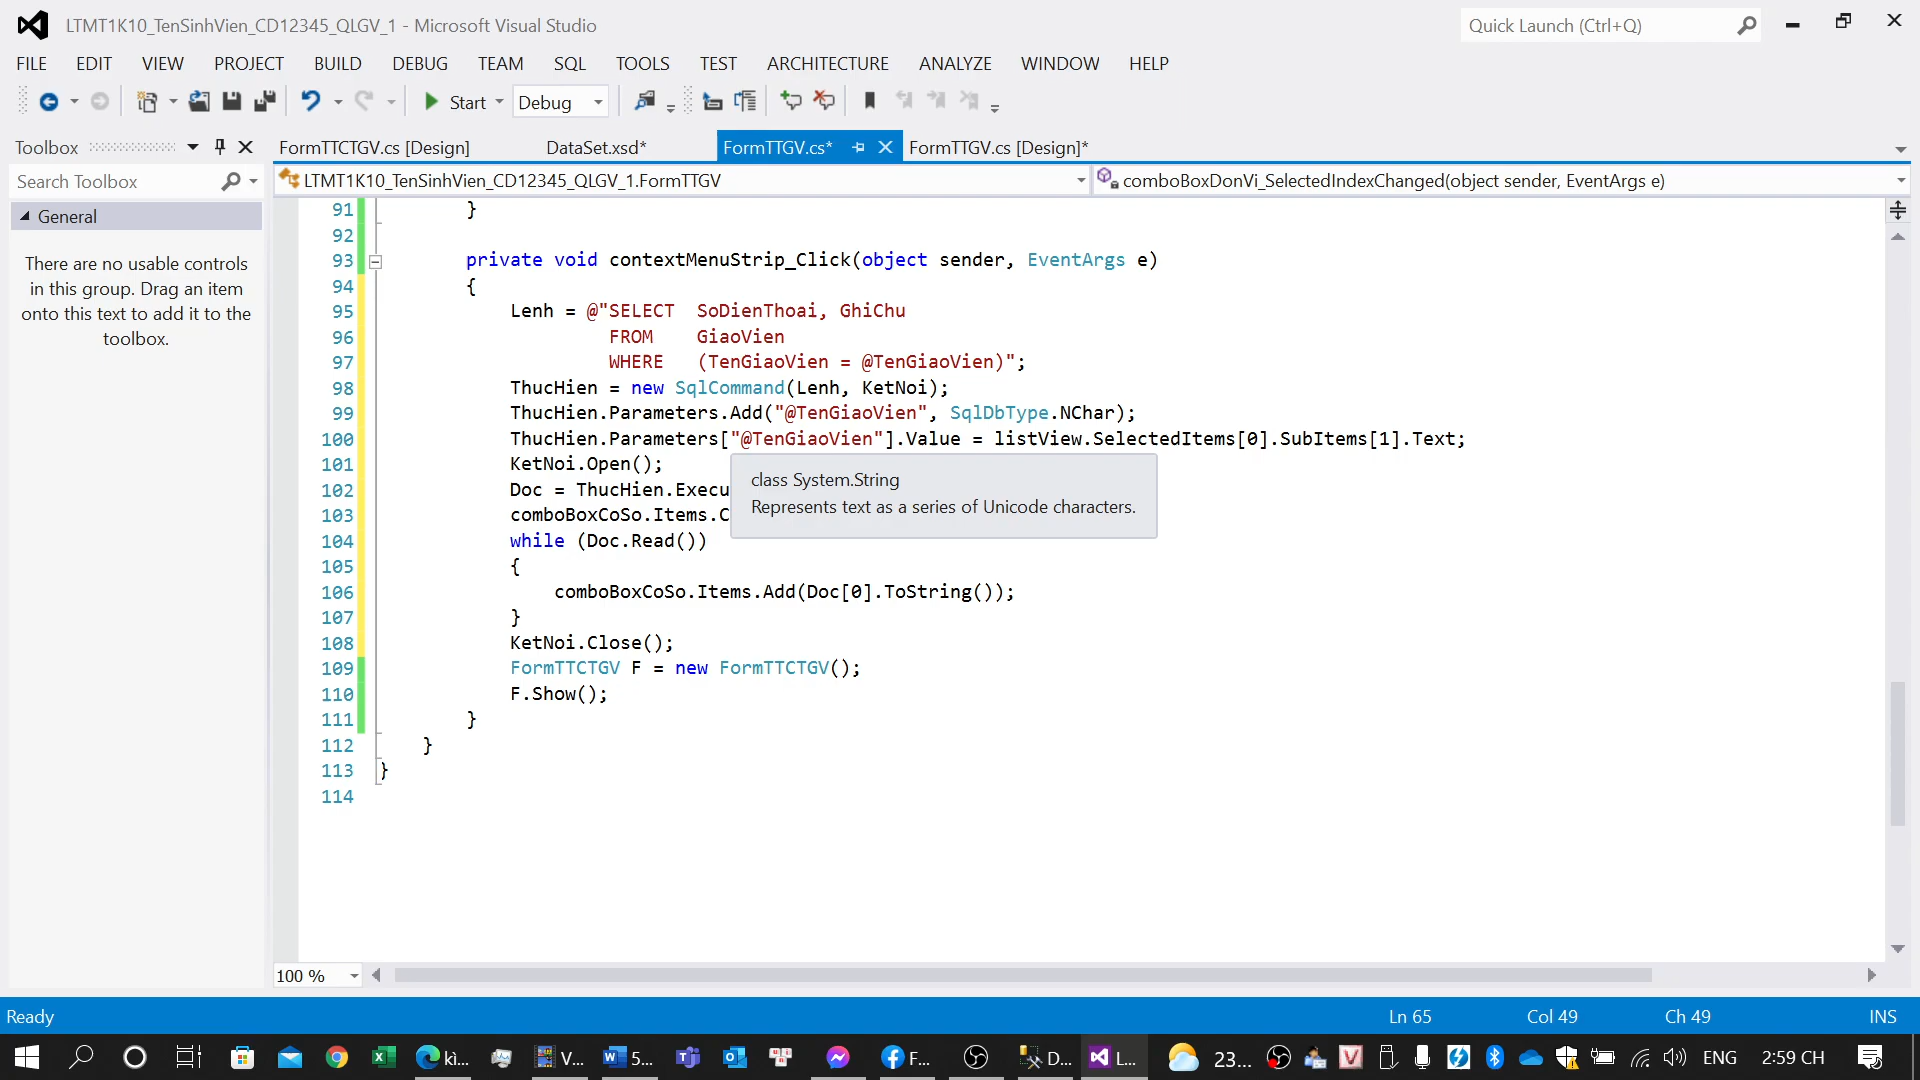 LTMT1K10_TenSinhVien_CD12345_QLGV_1 - Microsoft Visual Studio
Quick Launch (Ctrl+Q)
FILE EDIT VIEW PROJECT BUILD DEBUG TEAM SQL TOOLS TEST ARCHITECTURE ANALYZE WINDOW HELP
Start Debug
Toolbox
FormTTCTGV.cs [Design] DataSet.xsd* FormTTGV.cs* FormTTGV.cs [Design]*
Search Toolbox
LTMT1K10_TenSinhVien_CD12345_QLGV_1.FormTTGV
comboBoxDonVi_SelectedIndexChanged(object sender, EventArgs e)
General
There are no usable controls
in this group. Drag an item
onto this text to add it to the
toolbox.
91 }
92
93 private void contextMenuStrip_Click(object sender, EventArgs e)
94 {
95 Lenh = @"SELECT SoDienThoai, GhiChu
96 FROM GiaoVien
97 WHERE (TenGiaoVien = @TenGiaoVien)";
98 ThucHien = new SqlCommand(Lenh, KetNoi);
99 ThucHien.Parameters.Add("@TenGiaoVien", SqlDbType.NChar);
100 ThucHien.Parameters["@TenGiaoVien"].Value = listView.SelectedItems[0].SubItems[1].Text;
101 KetNoi.Open();
102 Doc = ThucHien.Execu
103 comboBoxCoSo.Items.C
class System.String
Represents text as a series of Unicode characters.
104 while (Doc.Read())
105 {
106 comboBoxCoSo.Items.Add(Doc[0].ToString());
107 }
108 KetNoi.Close();
109 FormTTCTGV F = new FormTTCTGV();
110 F.Show();
111 }
112 }
113 }
114
100 %
Ready Ln 65 Col 49 Ch 49 INS
kì... V... 5... F... D... L... 23... ENG 2:59 CH